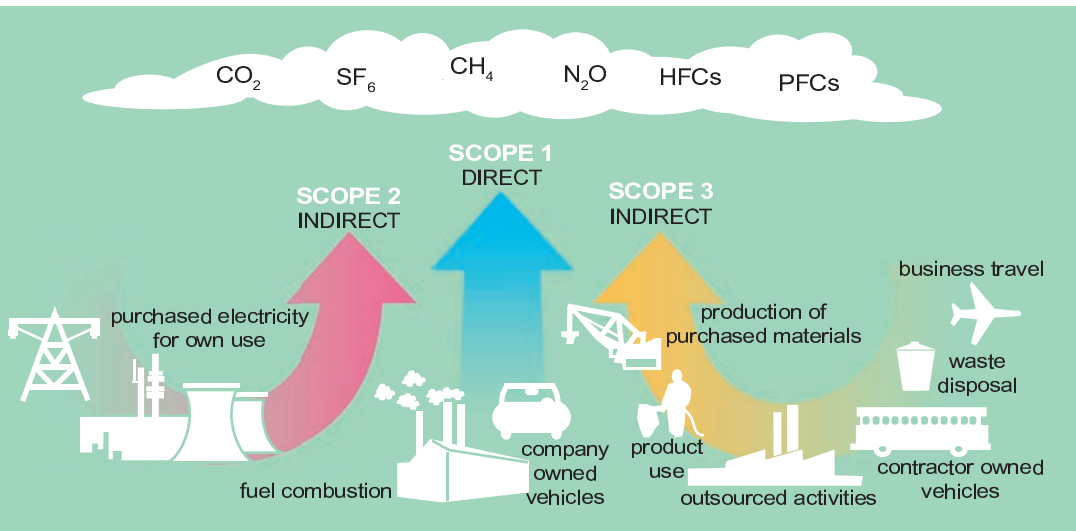 CO₂ SF₆ CH₄ N₂O HFCs PFCs
SCOPE 1
DIRECT
SCOPE 2
INDIRECT
SCOPE 3
INDIRECT
purchased electricity
for own use
fuel combustion
company
owned
vehicles
production of
purchased materials
product
use
outsourced activities
business travel
waste
disposal
contractor owned
vehicles